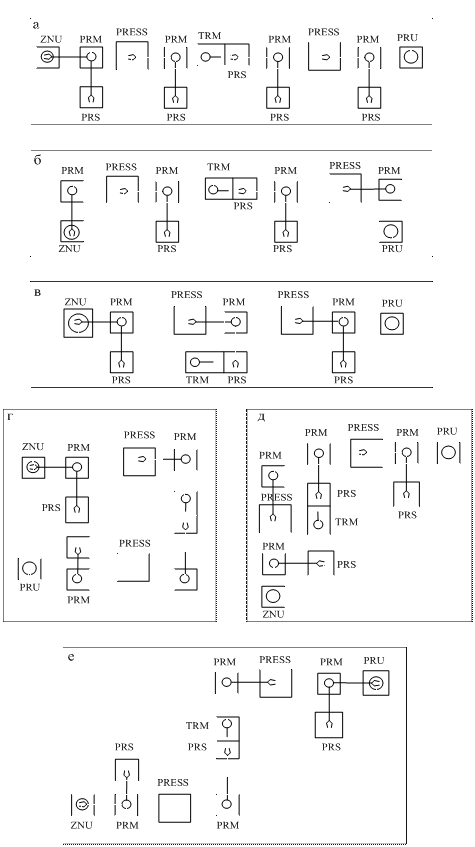 а
ZNU PRM PRESS PRM TRM PRM PRESS PRM PRU
PRS
PRS PRS PRS PRS
б
PRM PRESS PRM TRM PRM PRESS PRM
PRS
ZNU PRS PRS PRU
в
ZNU PRM PRESS PRM PRESS PRM PRU
PRS TRM PRS PRS
г
ZNU PRM PRESS PRM
PRS
PRESS
PRU
PRM
д
PRM PRM PRESS PRM PRU
PRESS PRS
PRS
TRM
PRM
PRS
ZNU
е
PRM PRESS PRM PRU
TRM
PRS
PRS
PRS PRESS
ZNU PRM PRM